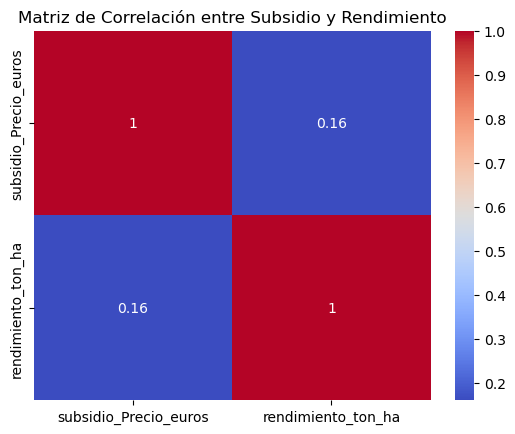 Matriz de Correlación entre Subsidio y Rendimiento
subsidio_Precio_euros
rendimiento_ton_ha
1
0.16
0.16
1
subsidio_Precio_euros
rendimiento_ton_ha
1.0
0.9
0.8
0.7
0.6
0.5
0.4
0.3
0.2